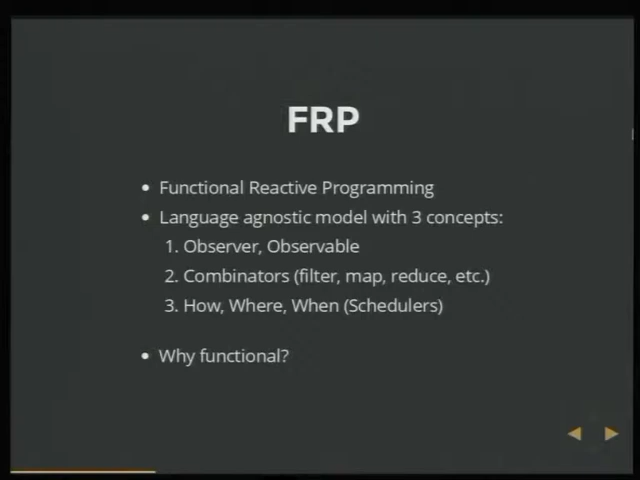 FRP
• Functional Reactive Programming
• Language agnostic model with 3 concepts:
1. Observer, Observable
2. Combinators (filter, map, reduce, etc.)
3. How, Where, When (Schedulers)
• Why functional?